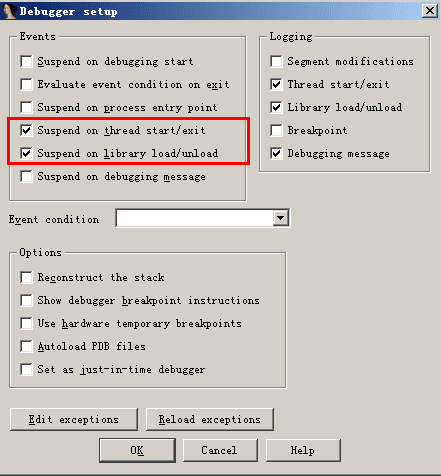 Debugger setup
Events
Suspend on debugging start
Evaluate event condition on exit
Suspend on process entry point
Suspend on thread start/exit
Suspend on library load/unload
Suspend on debugging message
Logging
Segment modifications
Thread start/exit
Library load/unload
Breakpoint
Debugging message
Event condition
Options
Reconstruct the stack
Show debugger breakpoint instructions
Use hardware temporary breakpoints
Autoload PDB files
Set as just-in-time debugger
Edit exceptions
Reload exceptions
OK
Cancel
Help